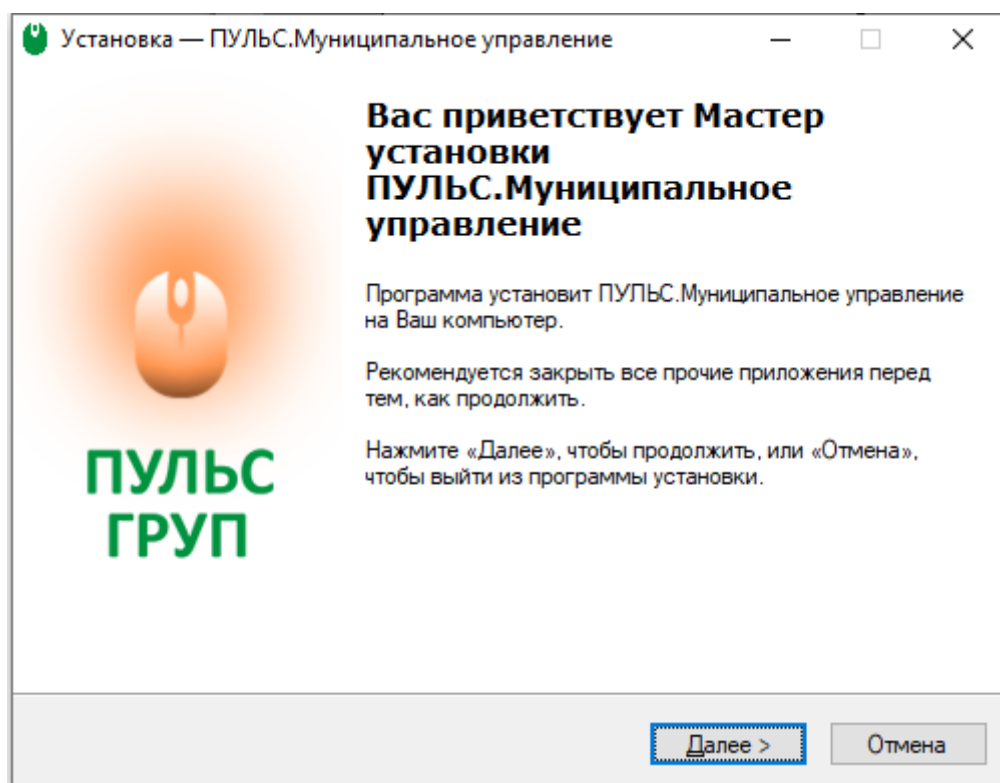 Установка — ПУЛЬС.Муниципальное управление
Вас приветствует Мастер
установки
ПУЛЬС.Муниципальное
управление
Программа установит ПУЛЬС.Муниципальное управление
на Ваш компьютер.
Рекомендуется закрыть все прочие приложения перед
тем, как продолжить.
Нажмите «Далее», чтобы продолжить, или «Отмена»,
чтобы выйти из программы установки.
ПУЛЬС
ГРУП
Далее >
Отмена